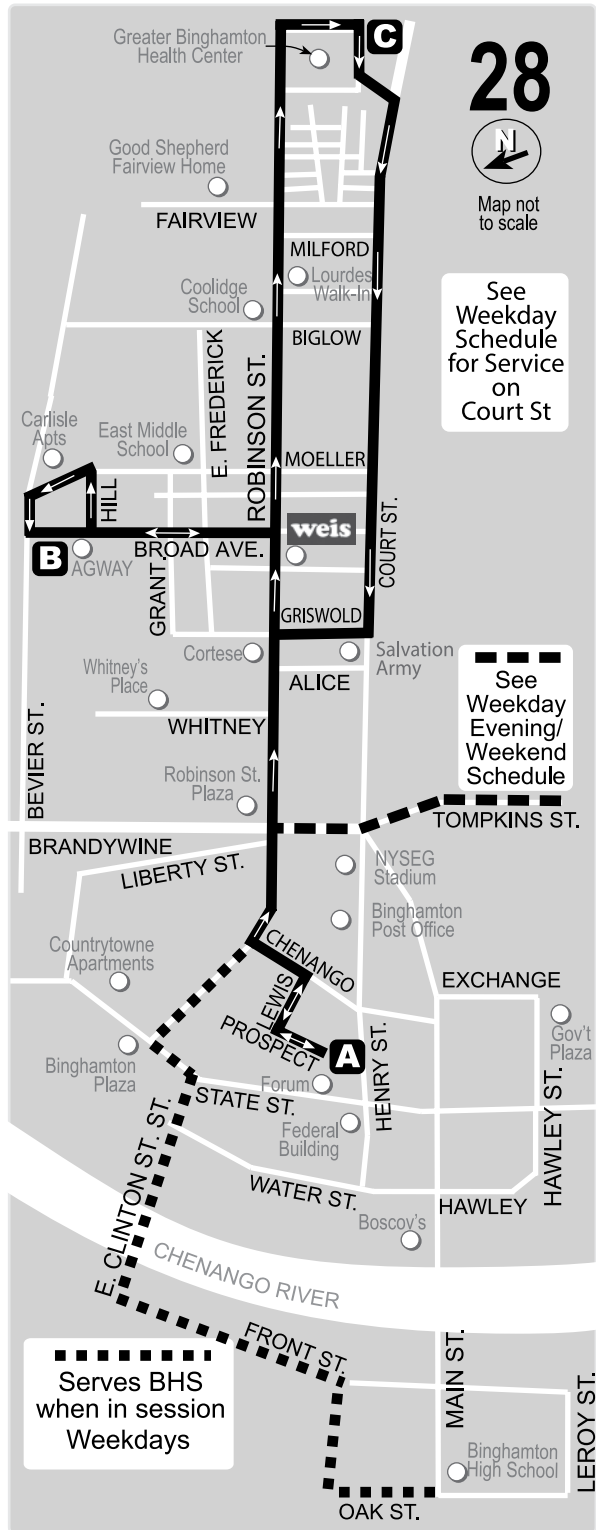 Greater Binghamton
Health Center
C
28
N
Map not
to scale
Good Shepherd
Fairview Home
FAIRVIEW
MILFORD
Lourdes
Walk-In
Coolidge
School
BIGLOW
See
Weekday
Schedule
for Service
on
Court St
E. FREDERICK
ROBINSON ST.
Carlisle
Apts
East Middle
School
MOELLER
HILL
weis
COURT ST.
B
BROAD AVE.
AGWAY
GRANT
GRISWOLD
Cortese
Salvation
Army
ALICE
Whitney's
Place
WHITNEY
See
Weekday
Evening/
Weekend
Schedule
BEVIER ST.
Robinson St.
Plaza
TOMPKINS ST.
BRANDYWINE
LIBERTY ST.
NYSEG
Stadium
Binghamton
Post Office
Countrytowne
Apartments
CHENANGO
LEWIS
EXCHANGE
PROSPECT
A
Gov't
Plaza
Binghamton
Plaza
Forum
STATE ST.
HENRY ST.
HAWLEY ST.
Federal
Building
WATER ST.
HAWLEY
Boscov's
E. CLINTON ST. ST.
CHENANGO RIVER
FRONT ST.
MAIN ST.
LEROY ST.
Serves BHS
when in session
Weekdays
Binghamton
High School
OAK ST.